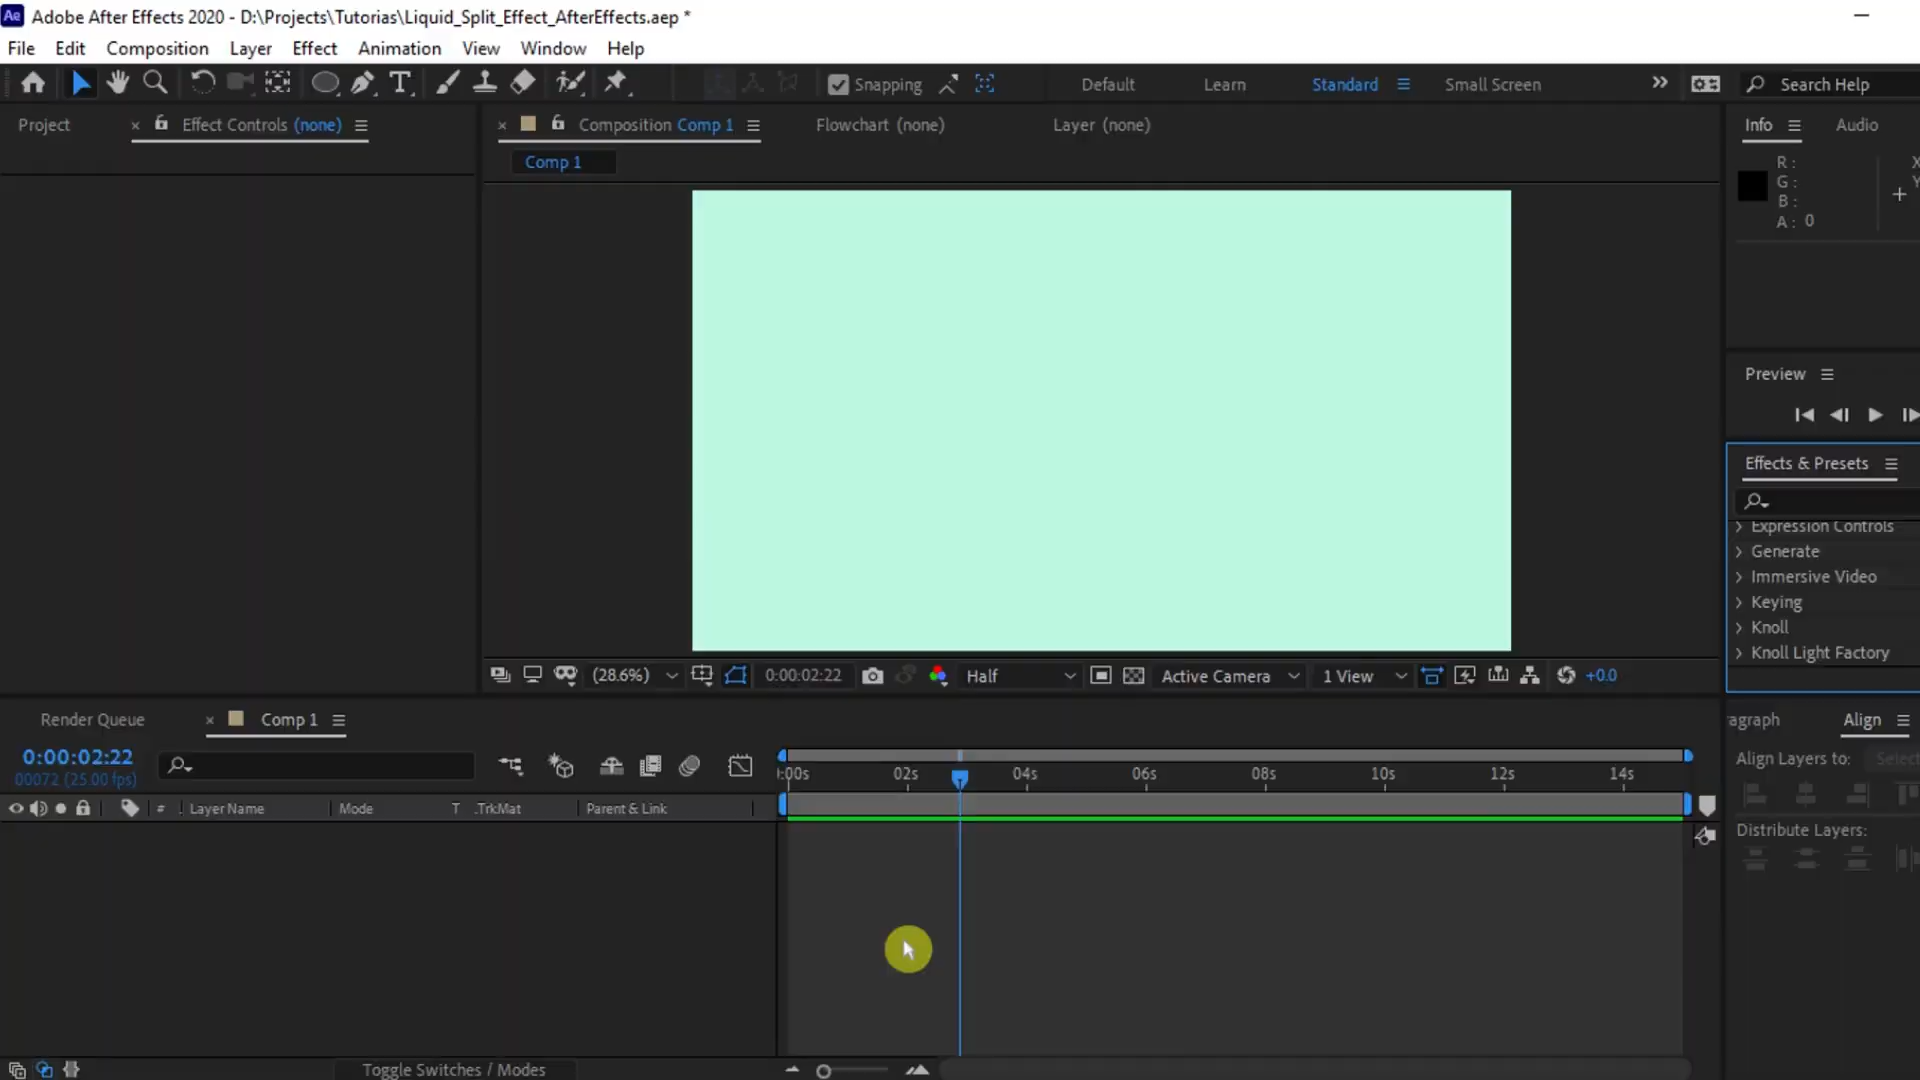 Ae Adobe After Effects 2020 - D:\Projects\Tutorias\Liquid_Split_Effect_AfterEffects.aep *
File Edit Composition Layer Effect Animation View Window Help
T Snapping Default Learn Standard Small Screen Search Help
Project Effect Controls (none) Composition Comp 1 Flowchart (none) Layer (none) Info Audio
Comp 1
R :
G :
B :
A : 0
X
Y
Preview
Effects & Presets
Expression Controls
Generate
Immersive Video
Keying
Knoll
Knoll Light Factory
(28.6%) 0:00:02:22 Half Active Camera 1 View +0.0
Render Queue Comp 1
agraph Align
0:00:02:22
00072 (25.00 fps)
Align Layers to: Select
:00s 02s 04s 06s 08s 10s 12s 14s
# Layer Name Mode T .TrkMat Parent & Link
Distribute Layers:
Toggle Switches / Modes